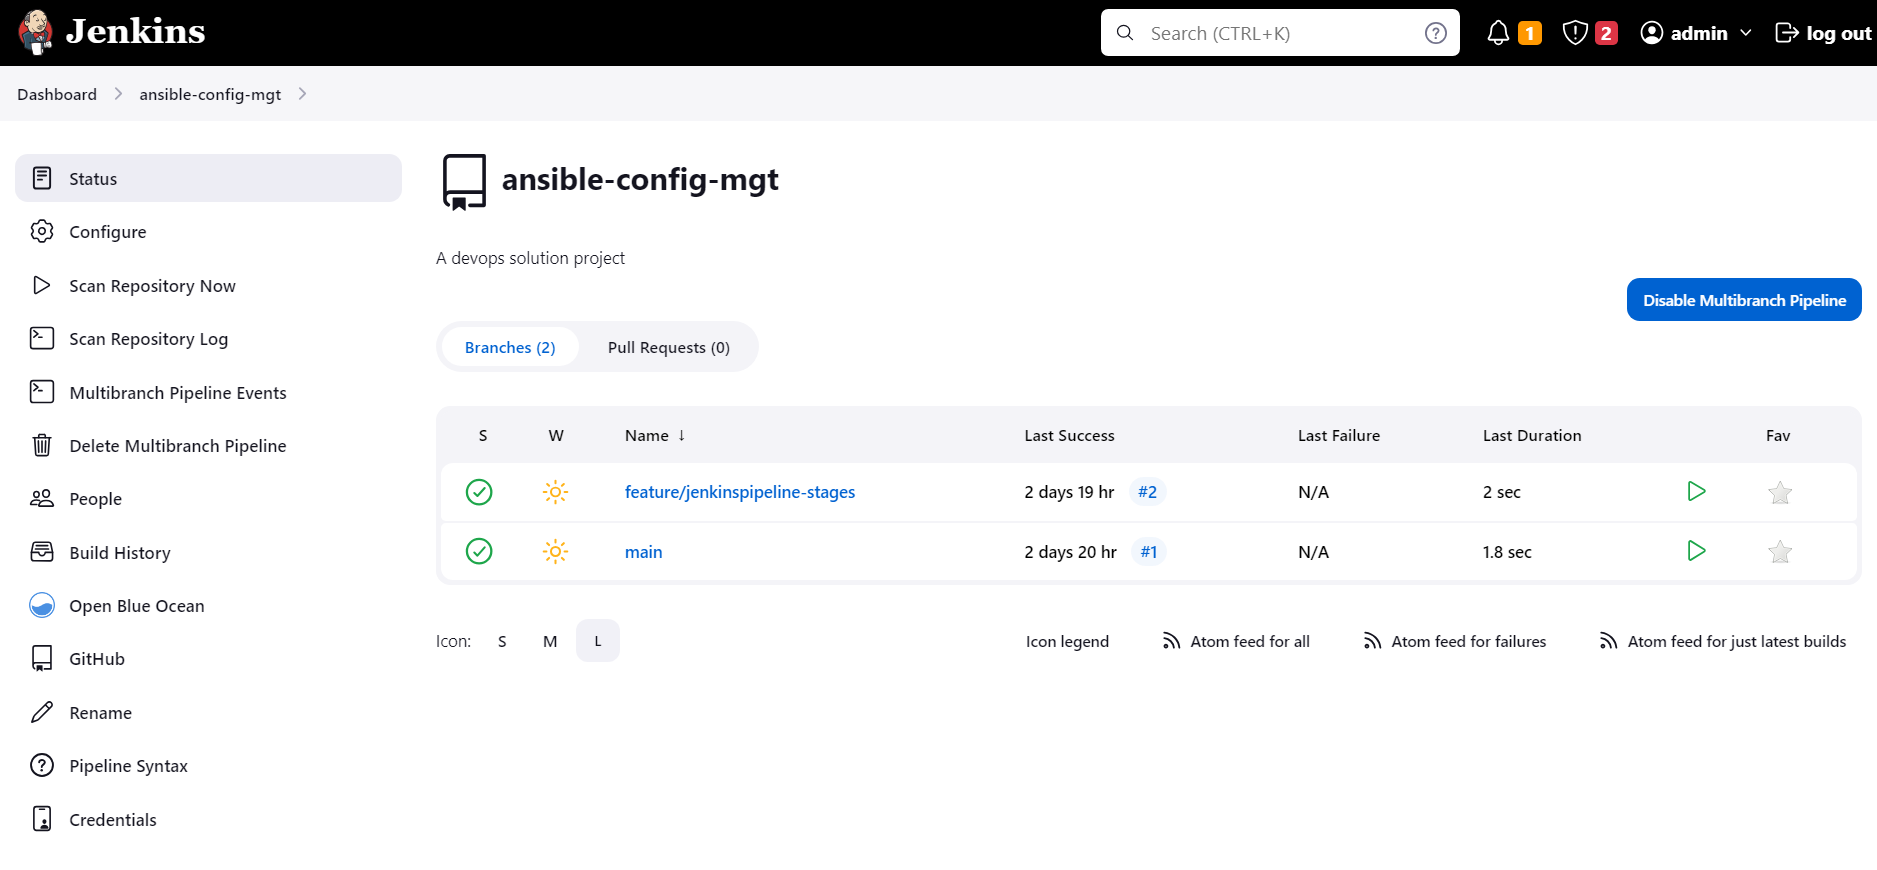 Jenkins
Search (CTRL+K)
1
2
admin
log out
Dashboard
ansible-config-mgt
Status
Configure
Scan Repository Now
Scan Repository Log
Multibranch Pipeline Events
Delete Multibranch Pipeline
People
Build History
Open Blue Ocean
GitHub
Rename
Pipeline Syntax
Credentials
ansible-config-mgt
A devops solution project
Disable Multibranch Pipeline
Branches (2) Pull Requests (0)
S W Name ↓ Last Success Last Failure Last Duration Fav
feature/jenkinspipeline-stages 2 days 19 hr #2 N/A 2 sec
main 2 days 20 hr #1 N/A 1.8 sec
Icon: S M L Icon legend Atom feed for all Atom feed for failures Atom feed for just latest builds